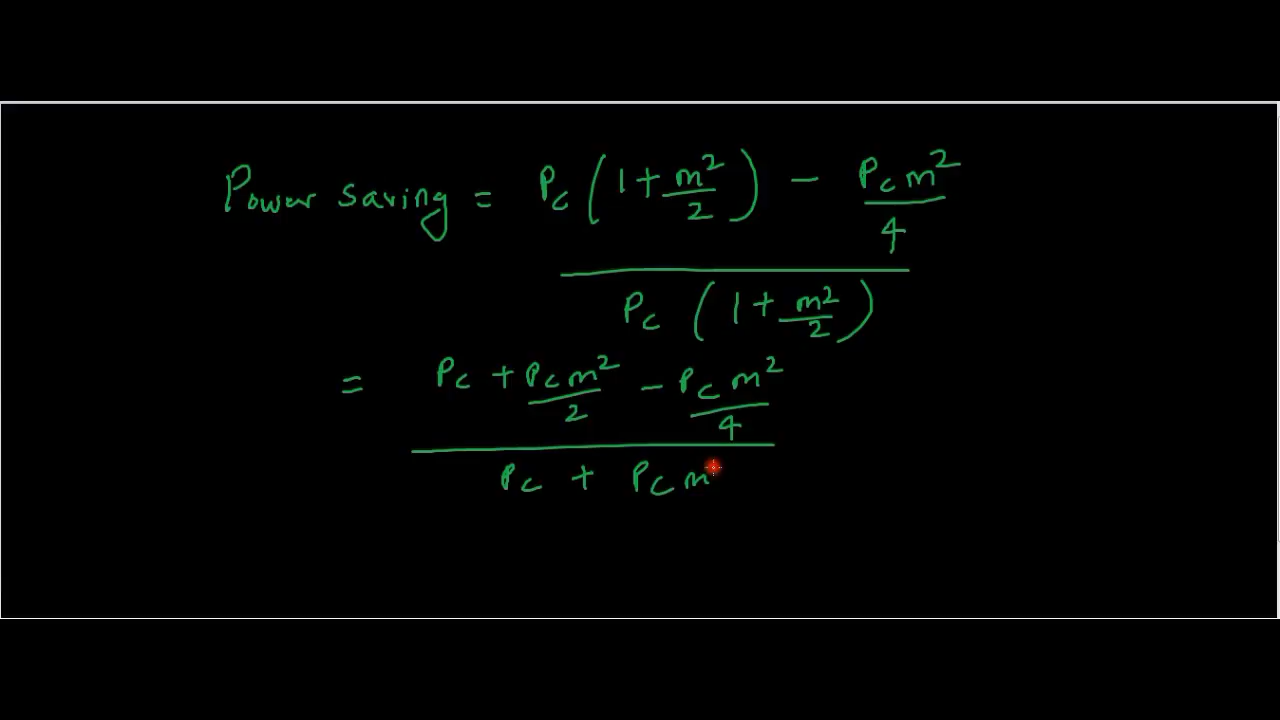 Power saving = Pc (1 + m²/2) - Pc m²/4
Pc (1 + m²/2)
= Pc + Pc m²/2 - Pc m²/4
Pc + Pc m